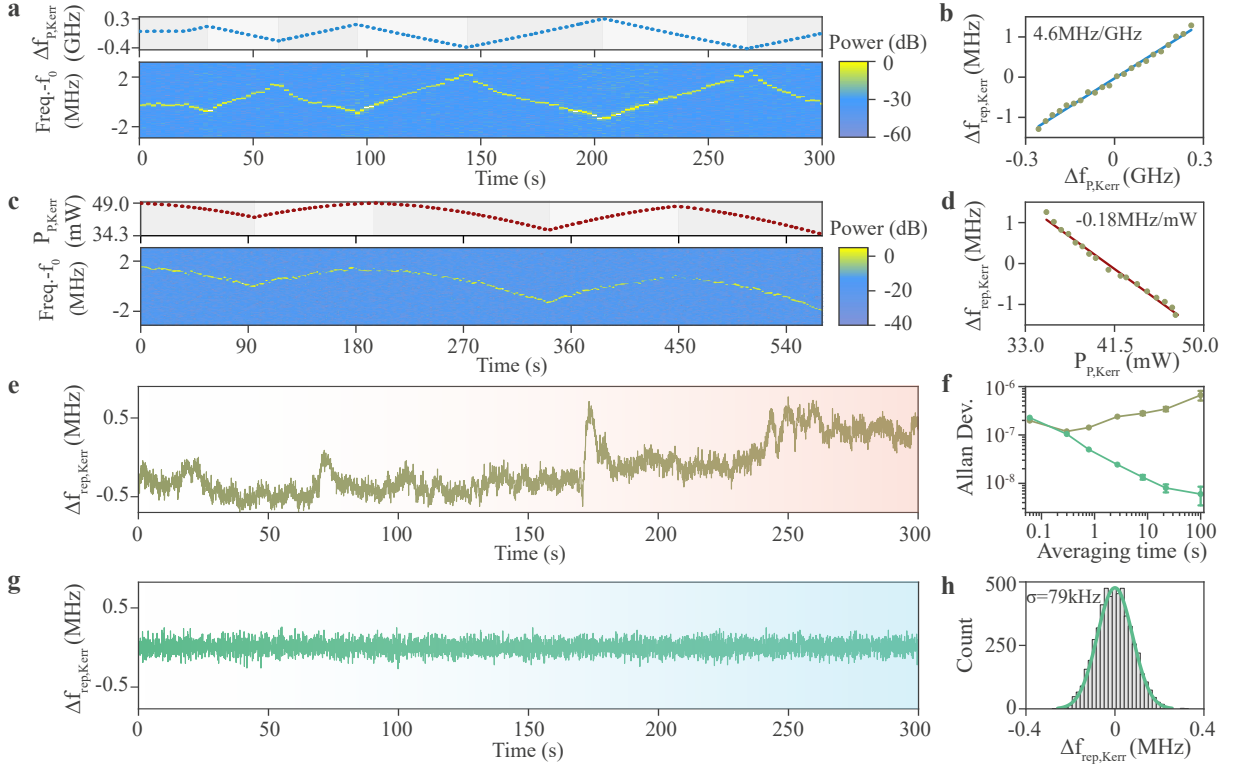 a
Δf_P,Kerr (GHz)
0.3
-0.4
Freq.-f_0 (MHz)
2
-2
0 50 100 150 200 250 300
Time (s)
Power (dB)
0
-30
-60
b
Δf_rep,Kerr (MHz)
1
0
-1
4.6MHz/GHz
-0.3 0 0.3
Δf_P,Kerr (GHz)
c
P_P,Kerr (mW)
49.0
34.3
Freq.-f_0 (MHz)
2
-2
0 90 180 270 360 450 540
Time (s)
Power (dB)
0
-20
-40
d
Δf_rep,Kerr (MHz)
1
0
-1
-0.18MHz/mW
33.0 41.5 50.0
P_P,Kerr (mW)
e
Δf_rep,Kerr (MHz)
0.5
-0.5
0 50 100 150 200 250 300
Time (s)
f
Allan Dev.
10^-6
10^-7
10^-8
0.1 1 10 100
Averaging time (s)
g
Δf_rep,Kerr (MHz)
0.5
-0.5
0 50 100 150 200 250 300
Time (s)
h
Count
500
250
0
σ=79kHz
-0.4 0 0.4
Δf_rep,Kerr (MHz)